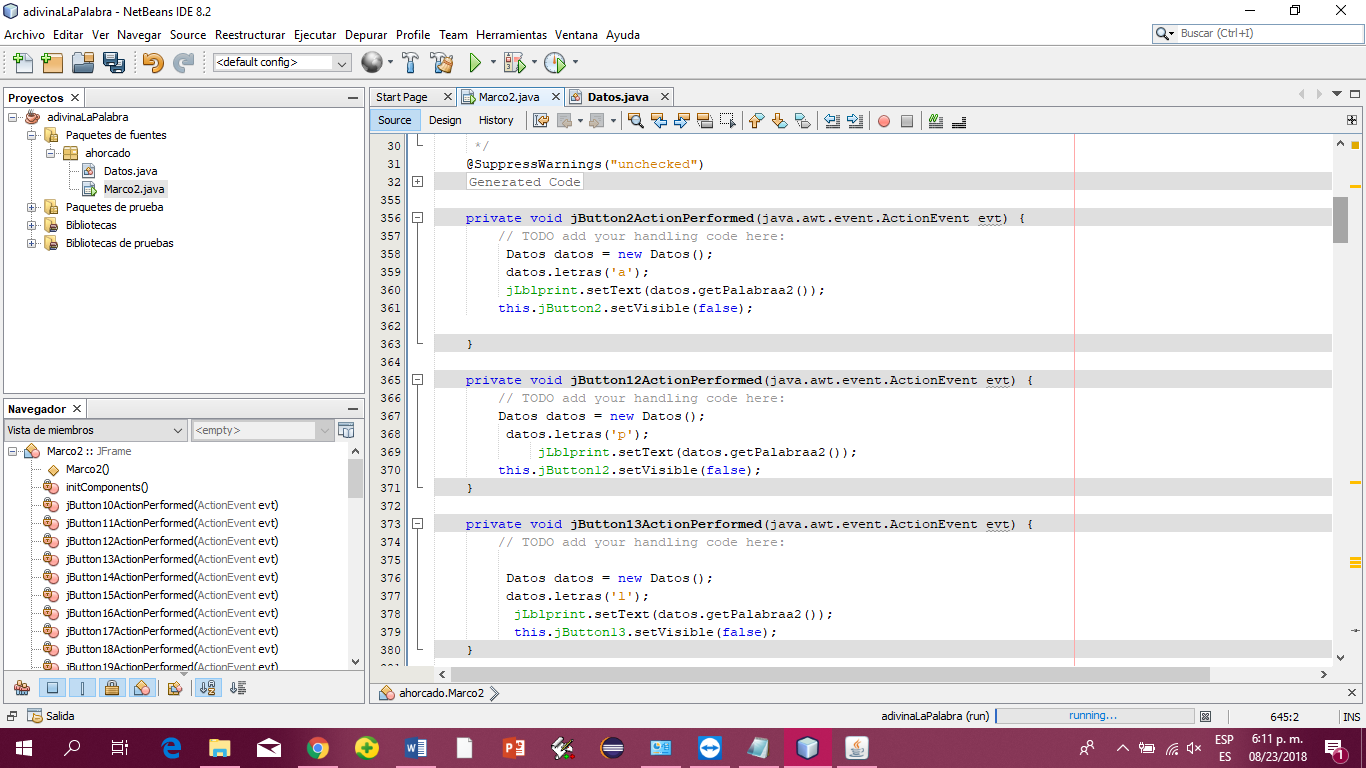 adivinaLaPalabra - NetBeans IDE 8.2
Archivo Editar Ver Navegar Source Reestructurar Ejecutar Depurar Profile Team Herramientas Ventana Ayuda
Buscar (Ctrl+I)
<default config>
Proyectos
adivinaLaPalabra
Paquetes de fuentes
ahorcado
Datos.java
Marco2.java
Paquetes de prueba
Bibliotecas
Bibliotecas de pruebas
Navegador
Vista de miembros
<empty>
Marco2 :: JFrame
Marco2()
initComponents()
jButton10ActionPerformed(ActionEvent evt)
jButton11ActionPerformed(ActionEvent evt)
jButton12ActionPerformed(ActionEvent evt)
jButton13ActionPerformed(ActionEvent evt)
jButton14ActionPerformed(ActionEvent evt)
jButton15ActionPerformed(ActionEvent evt)
jButton16ActionPerformed(ActionEvent evt)
jButton17ActionPerformed(ActionEvent evt)
jButton18ActionPerformed(ActionEvent evt)
jButton19ActionPerformed(ActionEvent evt)
Start Page Marco2.java Datos.java
Source Design History
30 */
31 @SuppressWarnings("unchecked")
32 Generated Code
355
356 private void jButton2ActionPerformed(java.awt.event.ActionEvent evt) {
357 // TODO add your handling code here:
358 Datos datos = new Datos();
359 datos.letras('a');
360 jLblprint.setText(datos.getPalabraa2());
361 this.jButton2.setVisible(false);
362
363 }
364
365 private void jButton12ActionPerformed(java.awt.event.ActionEvent evt) {
366 // TODO add your handling code here:
367 Datos datos = new Datos();
368 datos.letras('p');
369 jLblprint.setText(datos.getPalabraa2());
370 this.jButton12.setVisible(false);
371 }
372
373 private void jButton13ActionPerformed(java.awt.event.ActionEvent evt) {
374 // TODO add your handling code here:
375
376 Datos datos = new Datos();
377 datos.letras('l');
378 jLblprint.setText(datos.getPalabraa2());
379 this.jButton13.setVisible(false);
380 }
ahorcado.Marco2
Salida
adivinaLaPalabra (run) running... 645:2 INS
ESP
ES
6:11 p. m.
08/23/2018
1